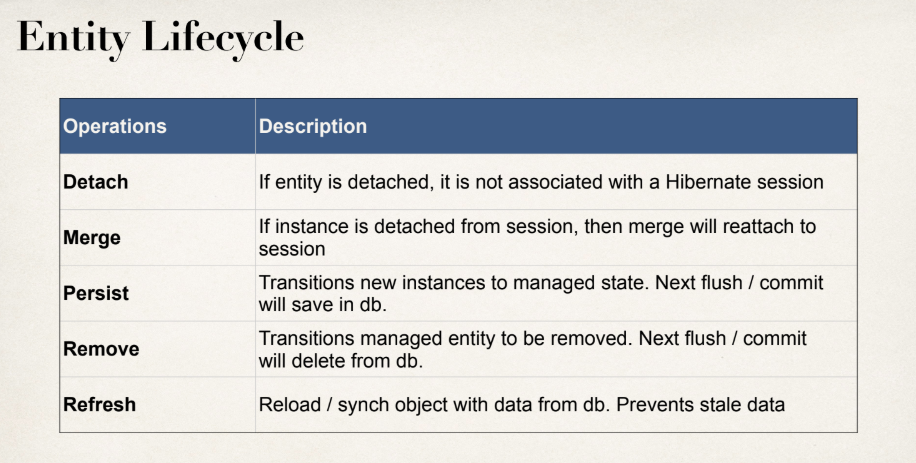 Entity Lifecycle
Operations Description
Detach If entity is detached, it is not associated with a Hibernate session
Merge If instance is detached from session, then merge will reattach to
session
Persist Transitions new instances to managed state. Next flush / commit
will save in db.
Remove Transitions managed entity to be removed. Next flush / commit
will delete from db.
Refresh Reload / synch object with data from db. Prevents stale data